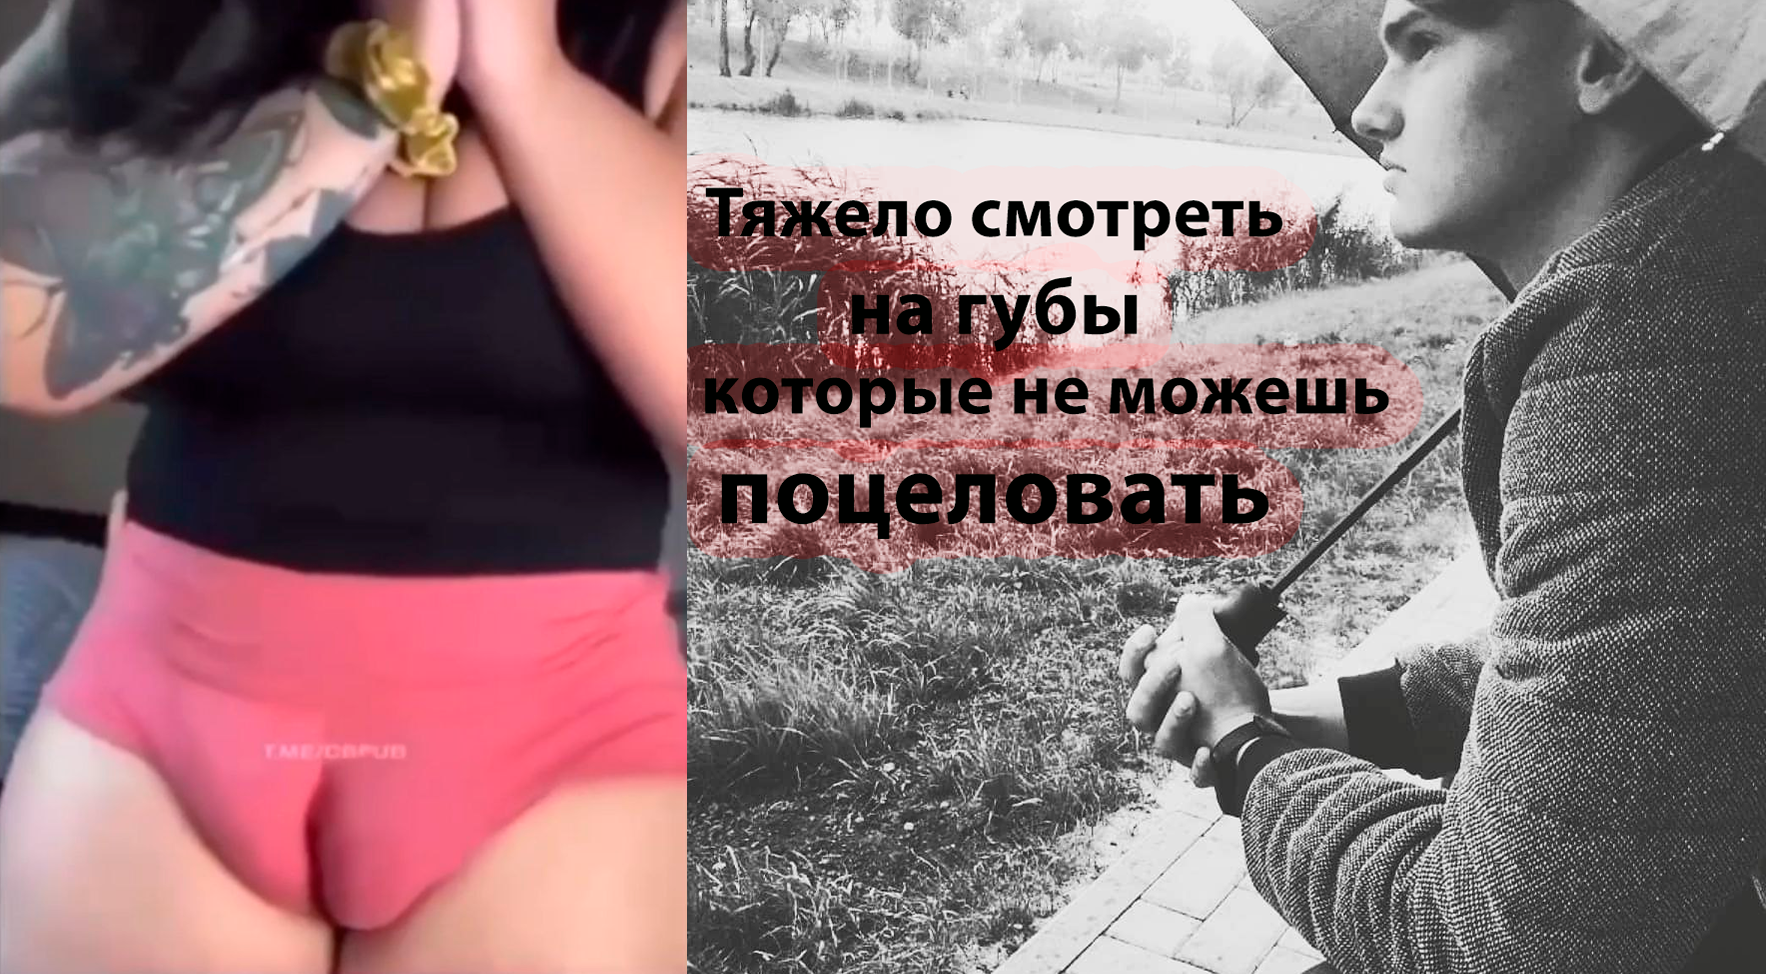 T.ME/CBPUB
Тяжело смотреть
на губы
которые не можешь
поцеловать